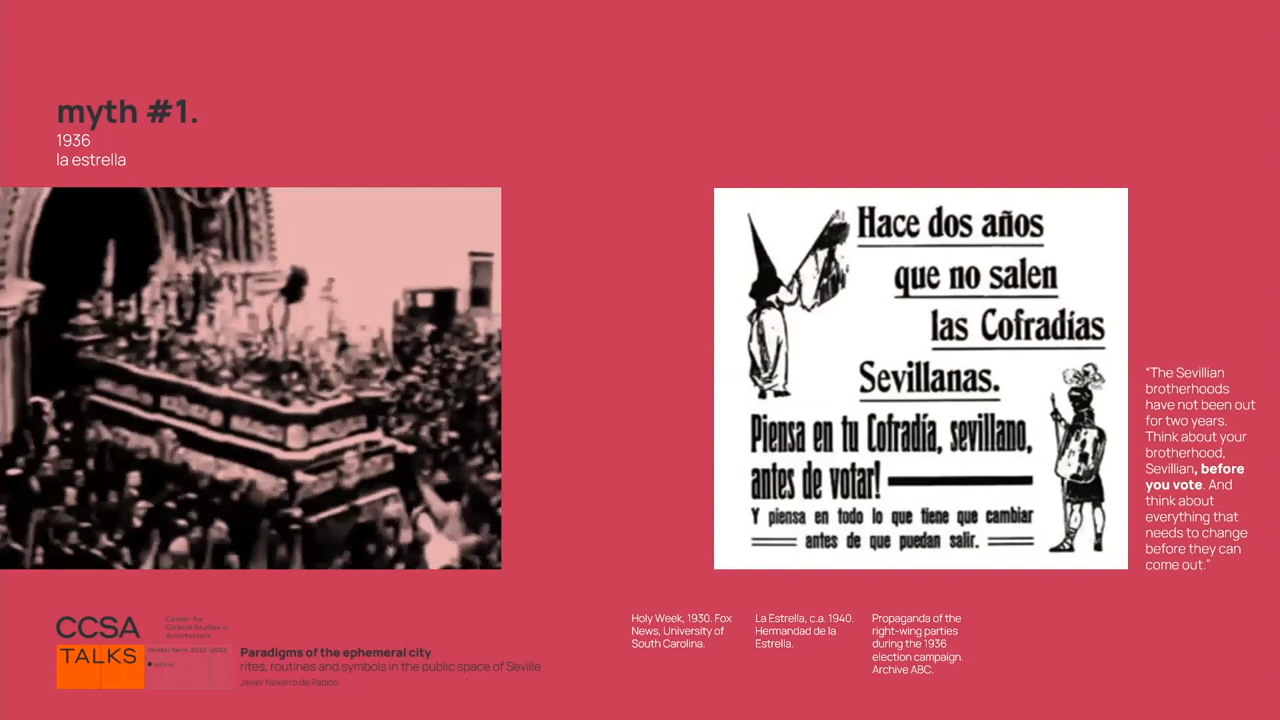 myth #1.
1936
la estrella
Hace dos años
que no salen
las Cofradías
Sevillanas.
Piensa en tu Cofradía, sevillano,
antes de votar!
Y piensa en todo lo que tiene que cambiar
antes de que puedan salir.
“The Sevillian
brotherhoods
have not been out
for two years.
Think about your
brotherhood,
Sevillian, before
you vote. And
think about
everything that
needs to change
before they can
come out.”
Holy Week, 1930. Fox
News, University of
South Carolina.
La Estrella, c.a. 1940.
Hermandad de la
Estrella.
Propaganda of the
right-wing parties
during the 1936
election campaign.
Archive ABC.
CCSA
Center for
Critical Studies in
Architecture
TALKS
Winter term 2022-2023
online
Paradigms of the ephemeral city
rites, routines and symbols in the public space of Seville
Javier Navarro de Pablos